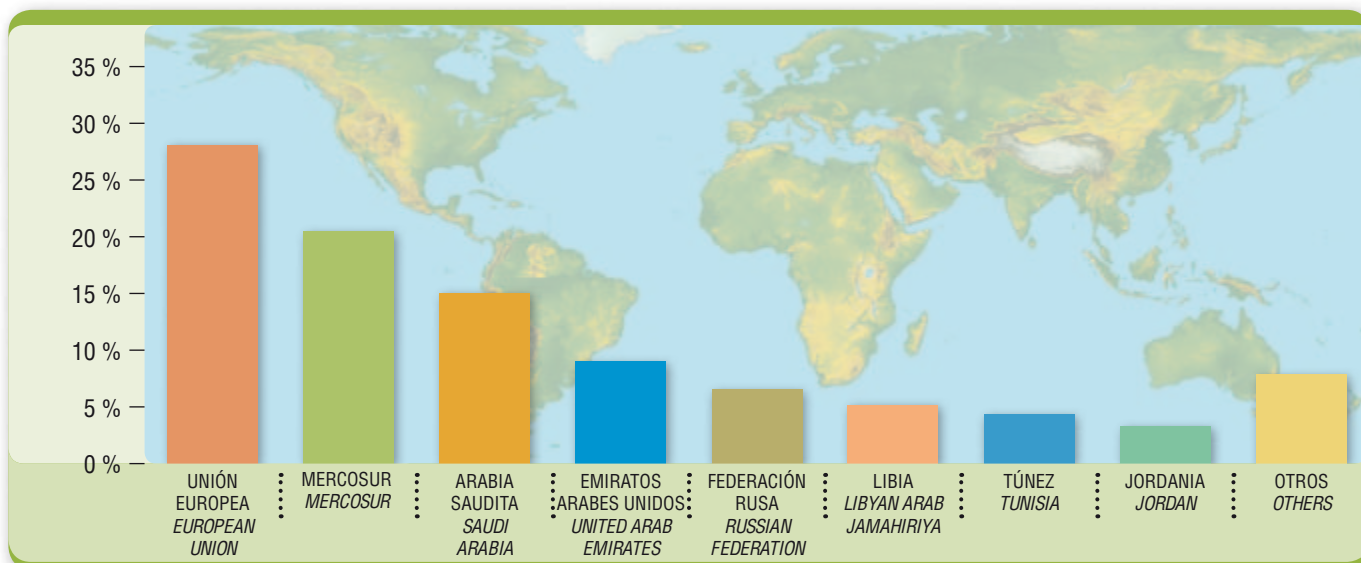 35 %
30 %
25 %
20 %
15 %
10 %
5 %
0 %
UNIÓN
EUROPEA
EUROPEAN
UNION
MERCOSUR
MERCOSUR
ARABIA
SAUDITA
SAUDI
ARABIA
EMIRATOS
ARABES UNIDOS
UNITED ARAB
EMIRATES
FEDERACIÓN
RUSA
RUSSIAN
FEDERATION
LIBIA
LIBYAN ARAB
JAMAHIRIYA
TÚNEZ
TUNISIA
JORDANIA
JORDAN
OTROS
OTHERS